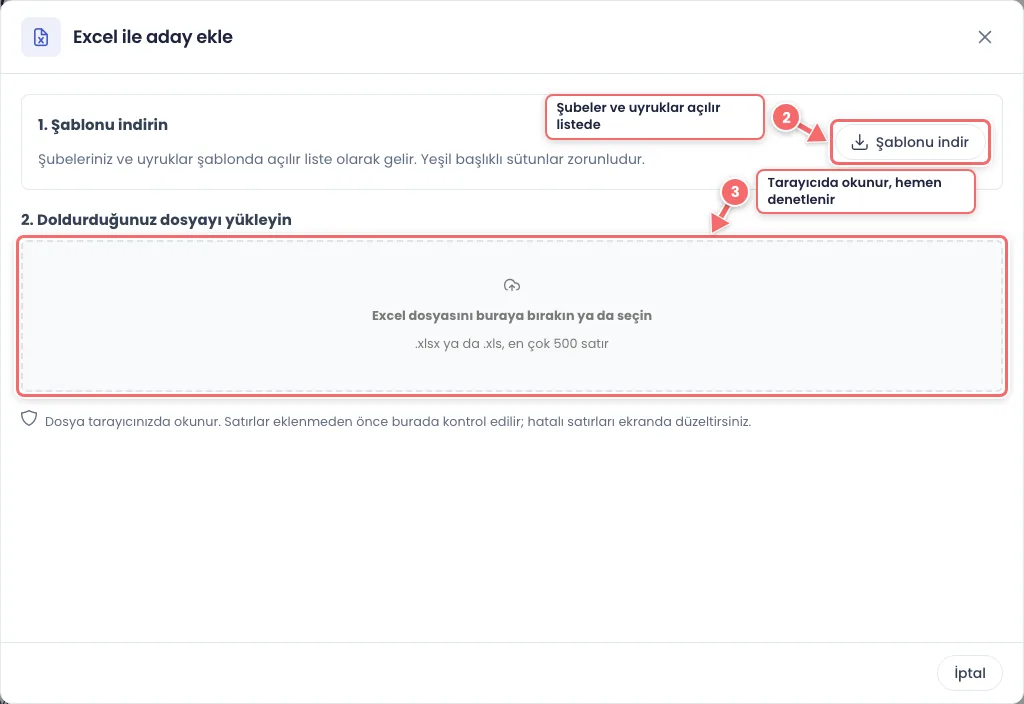 Excel ile aday ekle
1. Şablonu indirin
Şubeleriniz ve uyruklar şablonda açılır liste olarak gelir. Yeşil başlıklı sütunlar zorunludur.
Şubeler ve uyruklar açılır
listede
2
Şablonu indir
3
Tarayıcıda okunur, hemen
denetlenir
2. Doldurduğunuz dosyayı yükleyin
Excel dosyasını buraya bırakın ya da seçin
.xlsx ya da .xls, en çok 500 satır
Dosya tarayıcınızda okunur. Satırlar eklenmeden önce burada kontrol edilir; hatalı satırları ekranda düzeltirsiniz.
İptal